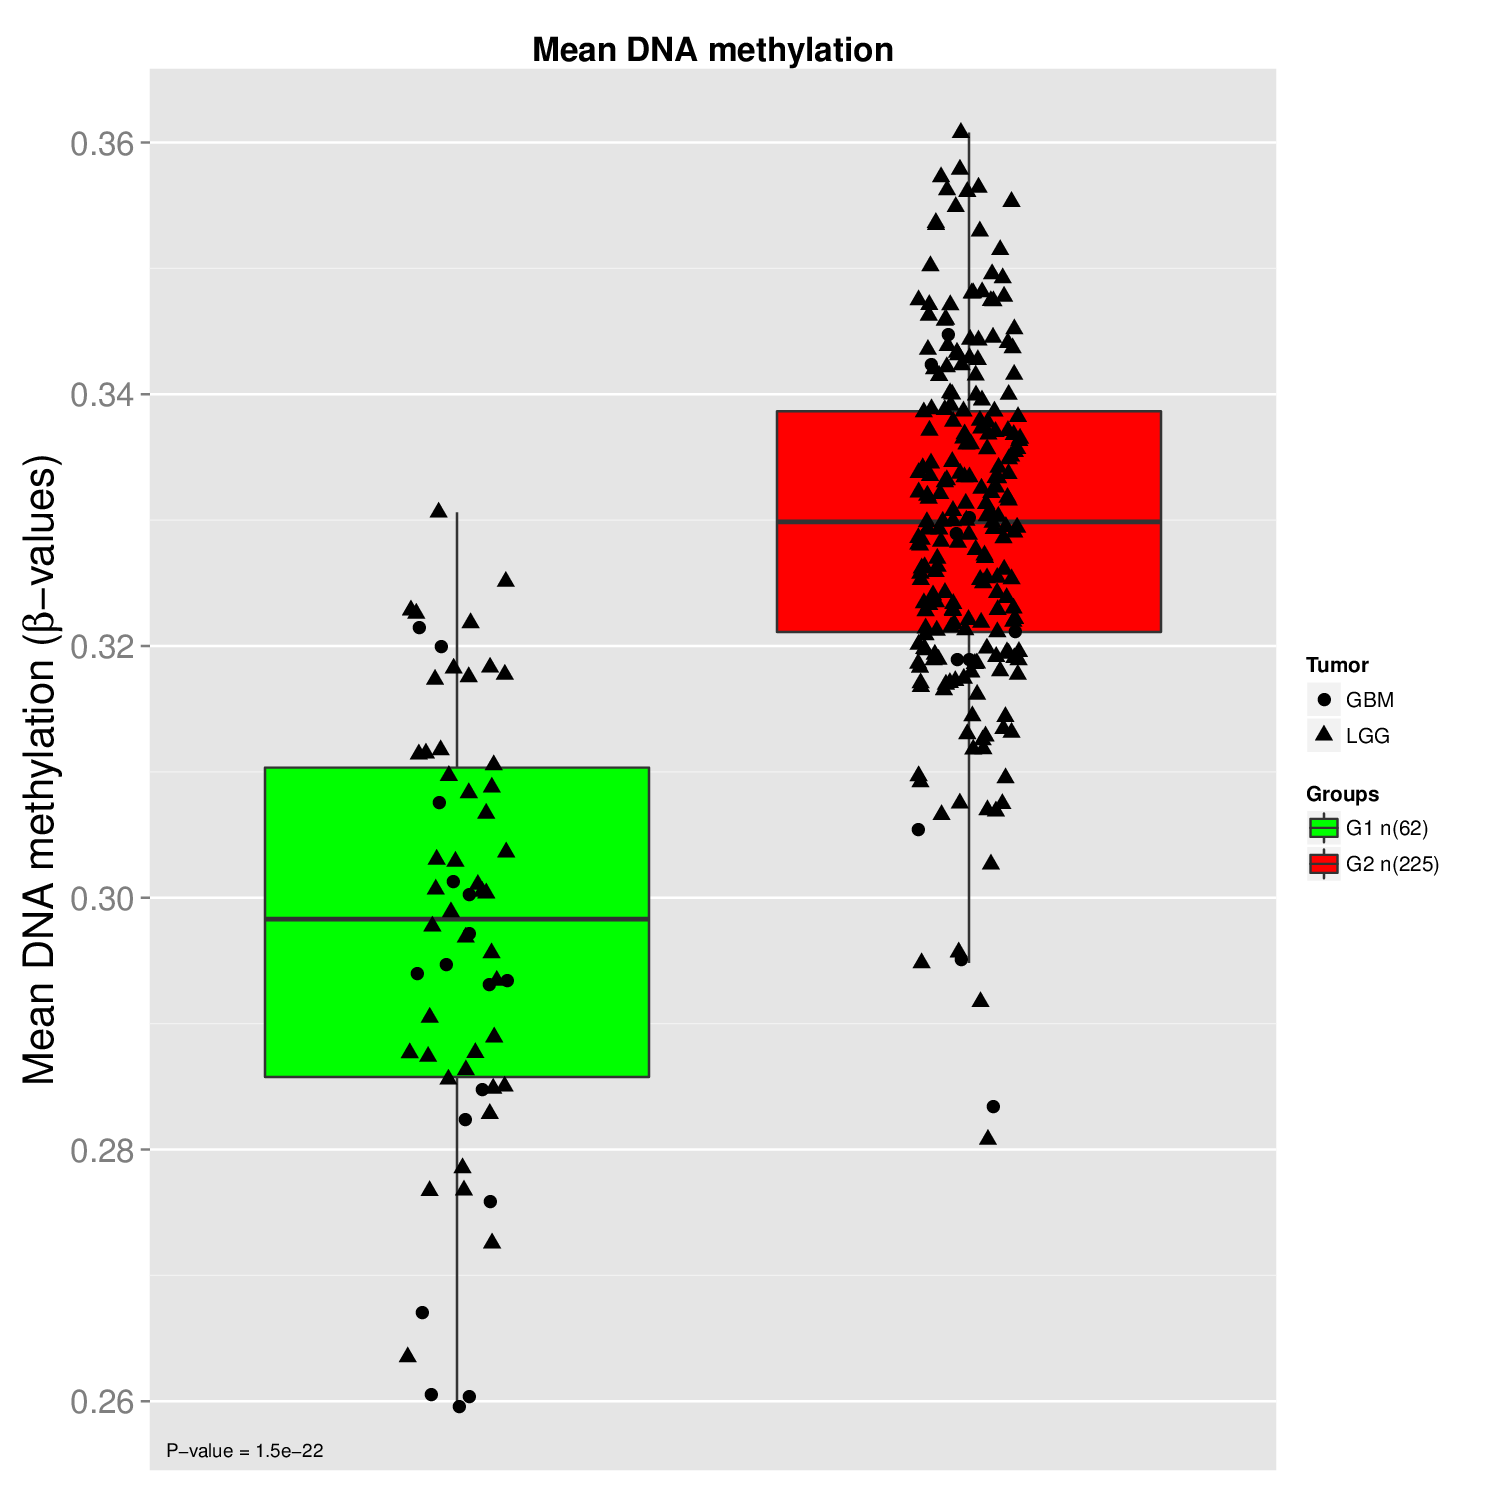 Mean DNA methylation
Mean DNA methylation (β−values)
0.36
0.34
0.32
0.30
0.28
0.26
P−value = 1.5e−22
Tumor
GBM
LGG
Groups
G1 n(62)
G2 n(225)